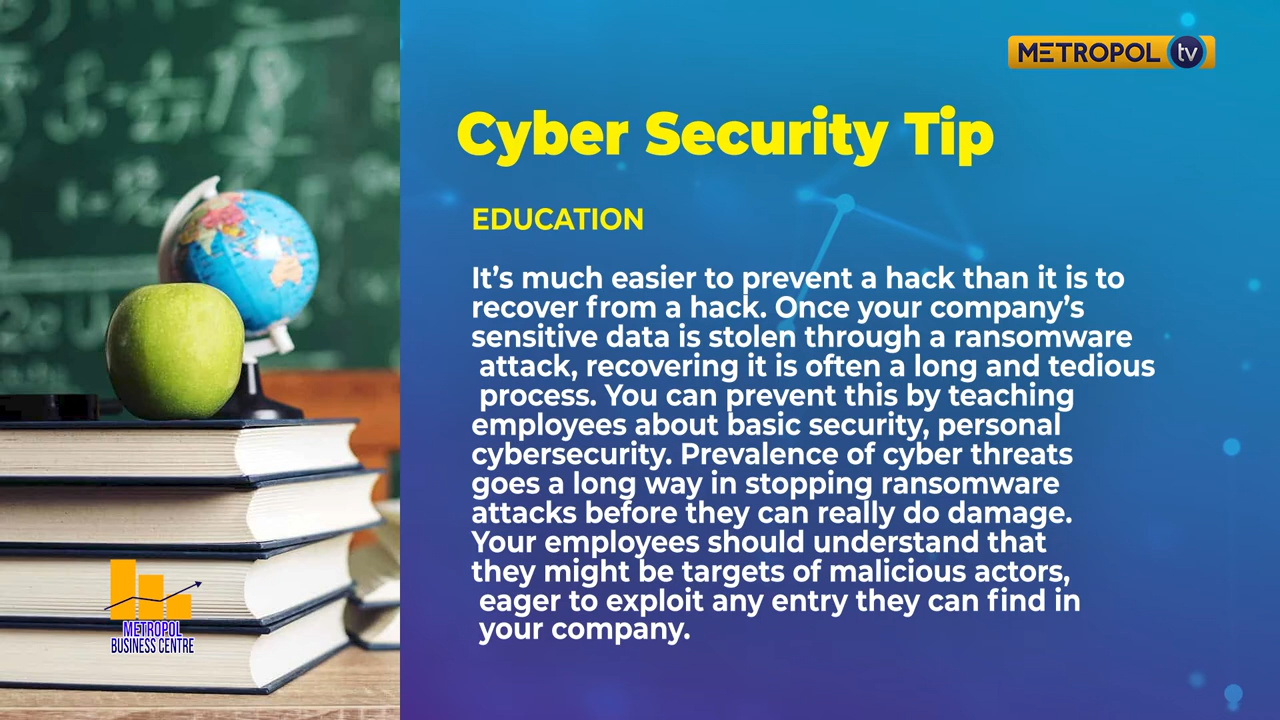 METROPOL tv
Cyber Security Tip
EDUCATION
It’s much easier to prevent a hack than it is to
recover from a hack. Once your company’s
sensitive data is stolen through a ransomware
attack, recovering it is often a long and tedious
process. You can prevent this by teaching
employees about basic security, personal
cybersecurity. Prevalence of cyber threats
goes a long way in stopping ransomware
attacks before they can really do damage.
Your employees should understand that
they might be targets of malicious actors,
eager to exploit any entry they can find in
your company.
METROPOL
BUSINESS CENTRE